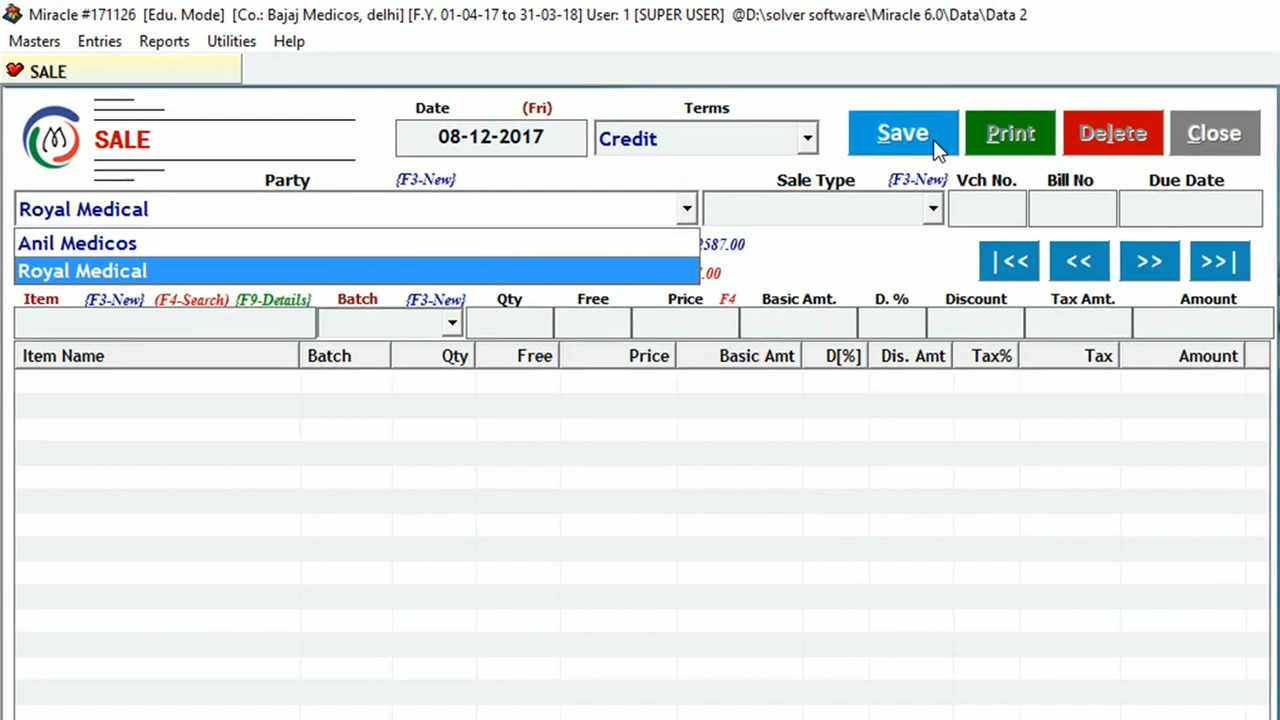 Miracle #171126 [Edu. Mode] [Co.: Bajaj Medicos, delhi] [F.Y. 01-04-17 to 31-03-18] User: 1 [SUPER USER] @D:\solver software\Miracle 6.0\Data\Data 2
Masters Entries Reports Utilities Help
SALE
Date (Fri) Terms
SALE 08-12-2017 Credit Save Print Delete Close
Party {F3-New} Sale Type {F3-New} Vch No. Bill No Due Date
Royal Medical
Anil Medicos 2587.00
Royal Medical .00 |<< << >> >>|
Item {F3-New} (F4-Search) {F9-Details} Batch {F3-New} Qty Free Price F4 Basic Amt. D. % Discount Tax Amt. Amount
Item Name Batch Qty Free Price Basic Amt D[%] Dis. Amt Tax% Tax Amount